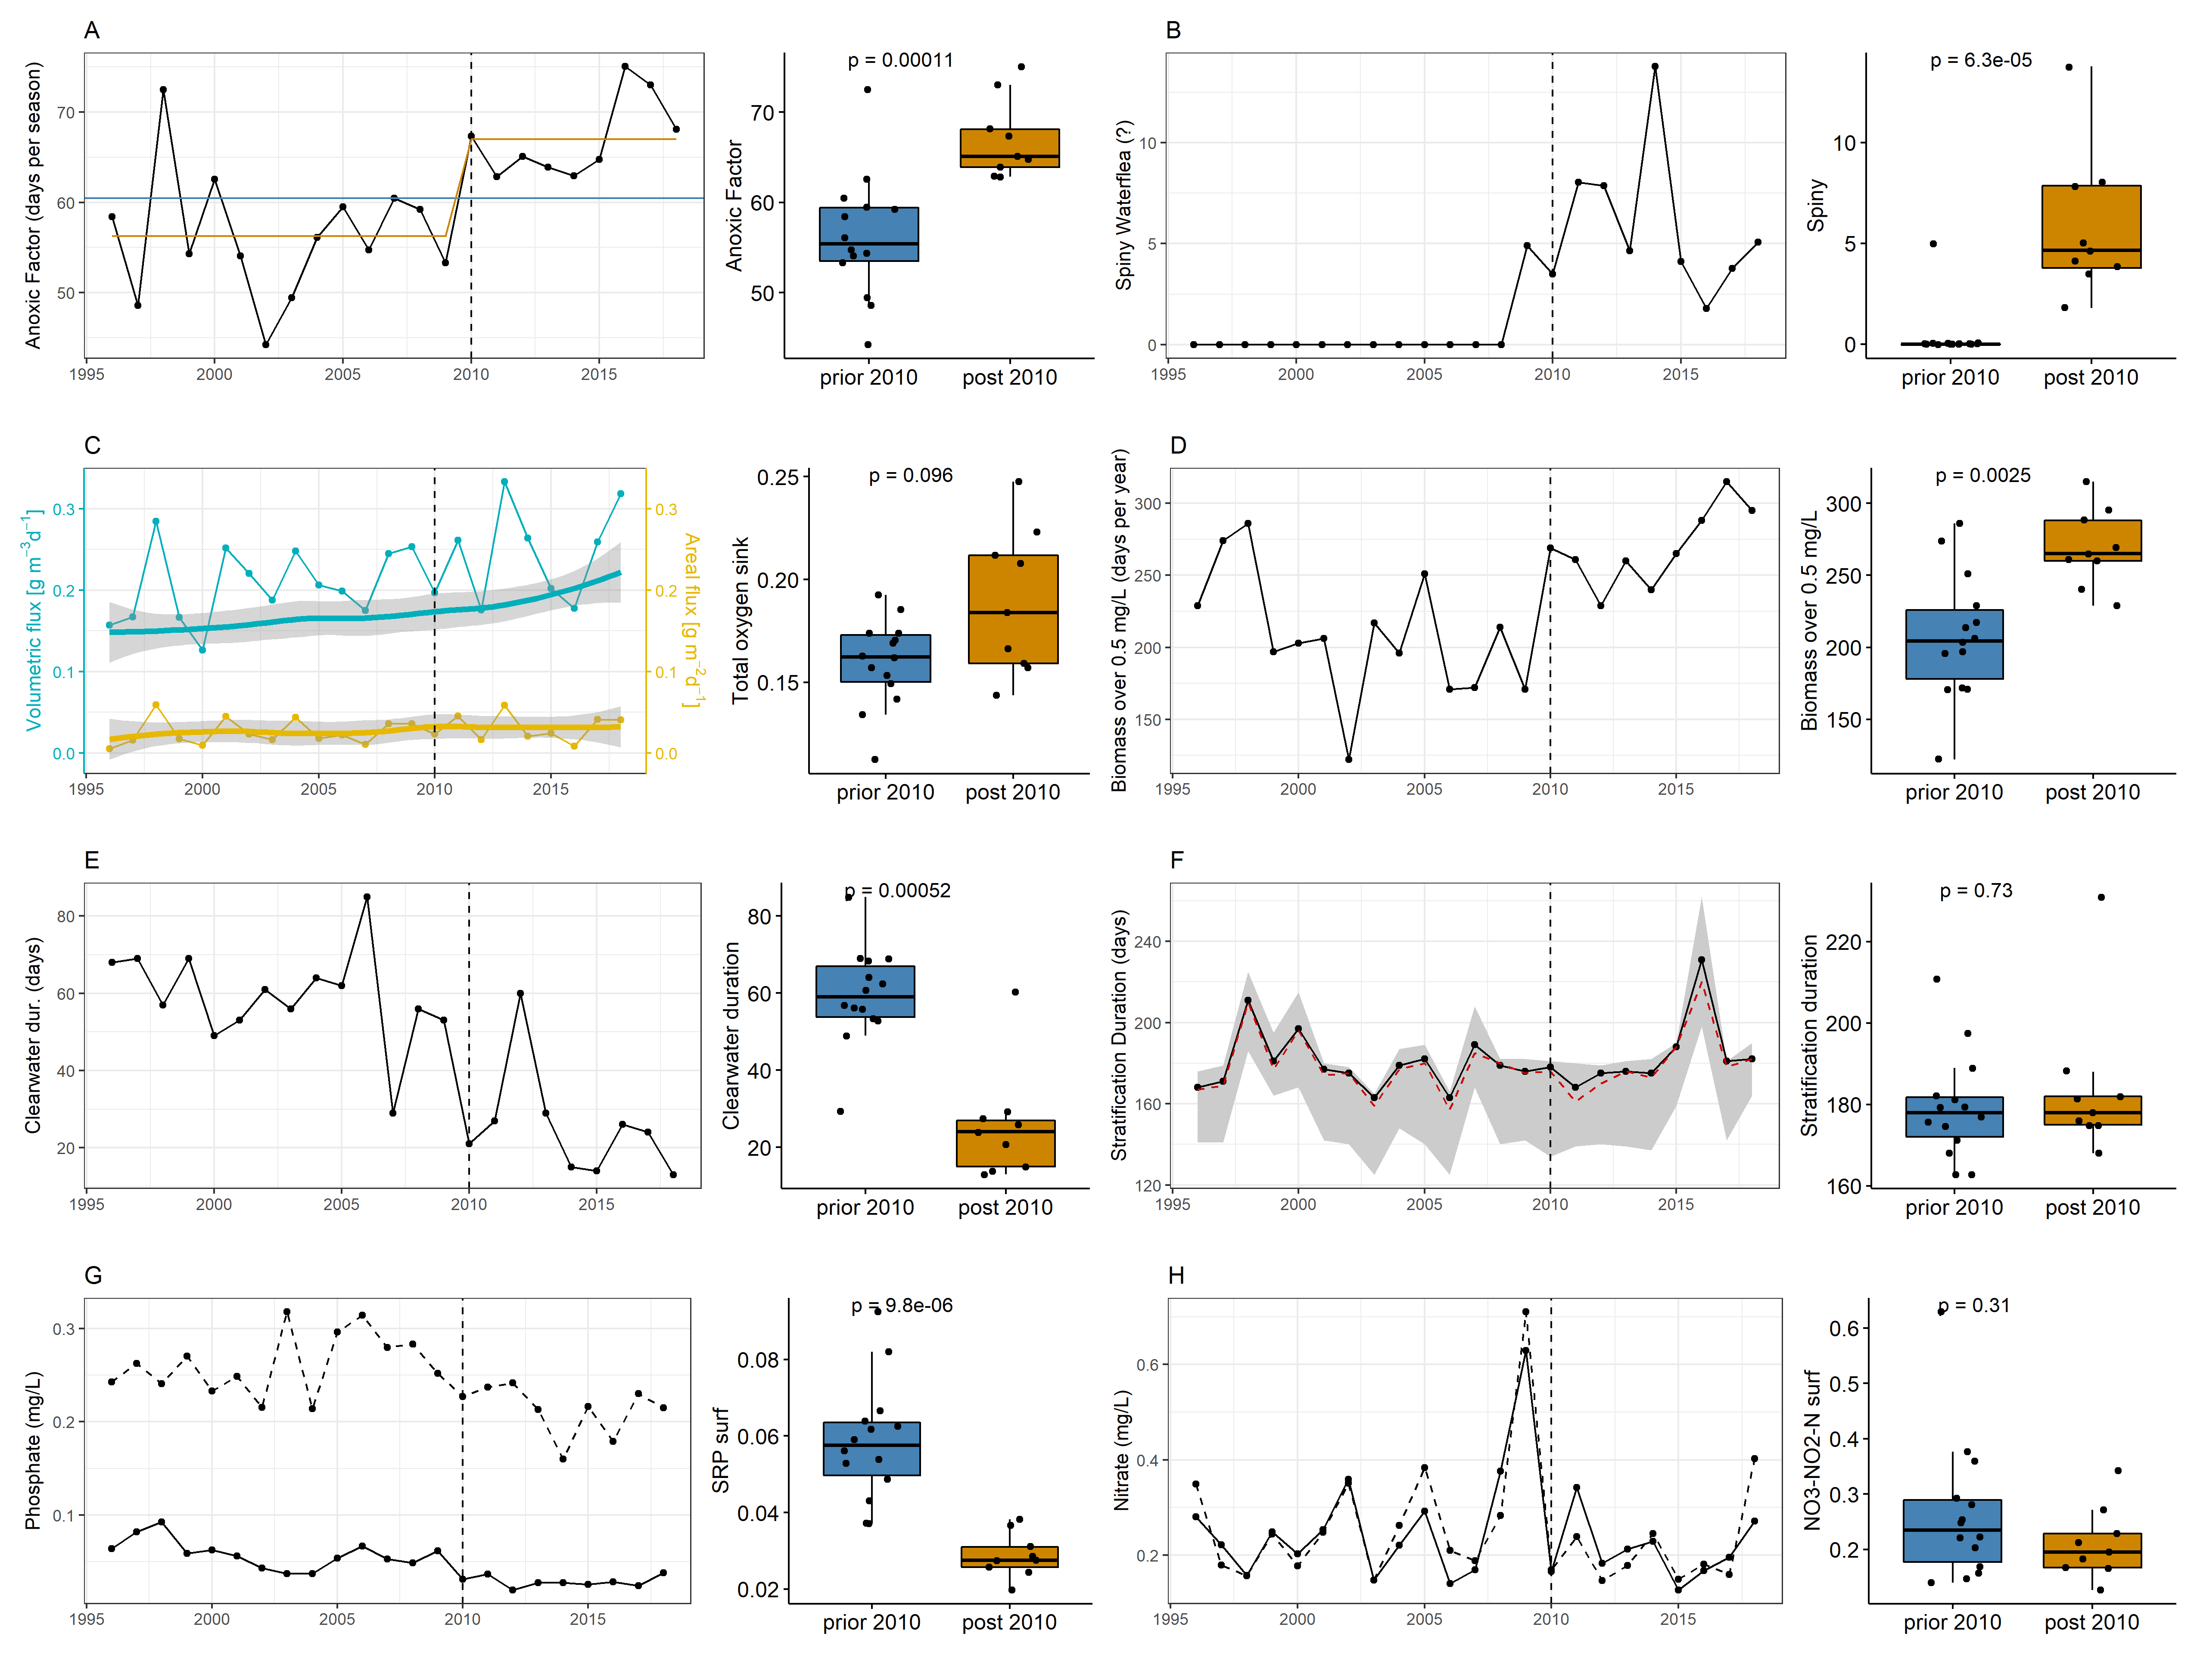 A
Anoxic Factor (days per season)
70
60
50
1995 2000 2005 2010 2015
p = 0.00011
Anoxic Factor
70
60
50
prior 2010 post 2010
B
Spiny Waterflea (?)
10
5
0
1995 2000 2005 2010 2015
p = 6.3e-05
Spiny
10
5
0
prior 2010 post 2010
C
Volumetric flux [g m⁻³d⁻¹]
0.3
0.2
0.1
0.0
Areal flux [g m⁻²d⁻¹]
0.3
0.2
0.1
0.0
1995 2000 2005 2010 2015
p = 0.096
Total oxygen sink
0.25
0.20
0.15
prior 2010 post 2010
D
Biomass over 0.5 mg/L (days per year)
300
250
200
150
1995 2000 2005 2010 2015
p = 0.0025
Biomass over 0.5 mg/L
300
250
200
150
prior 2010 post 2010
E
Clearwater dur. (days)
80
60
40
20
1995 2000 2005 2010 2015
p = 0.00052
Clearwater duration
80
60
40
20
prior 2010 post 2010
F
Stratification Duration (days)
240
200
160
120
1995 2000 2005 2010 2015
p = 0.73
Stratification duration
220
200
180
160
prior 2010 post 2010
G
Phosphate (mg/L)
0.3
0.2
0.1
1995 2000 2005 2010 2015
p = 9.8e-06
SRP surf
0.08
0.06
0.04
0.02
prior 2010 post 2010
H
Nitrate (mg/L)
0.6
0.4
0.2
1995 2000 2005 2010 2015
p = 0.31
NO3-NO2-N surf
0.6
0.5
0.4
0.3
0.2
prior 2010 post 2010